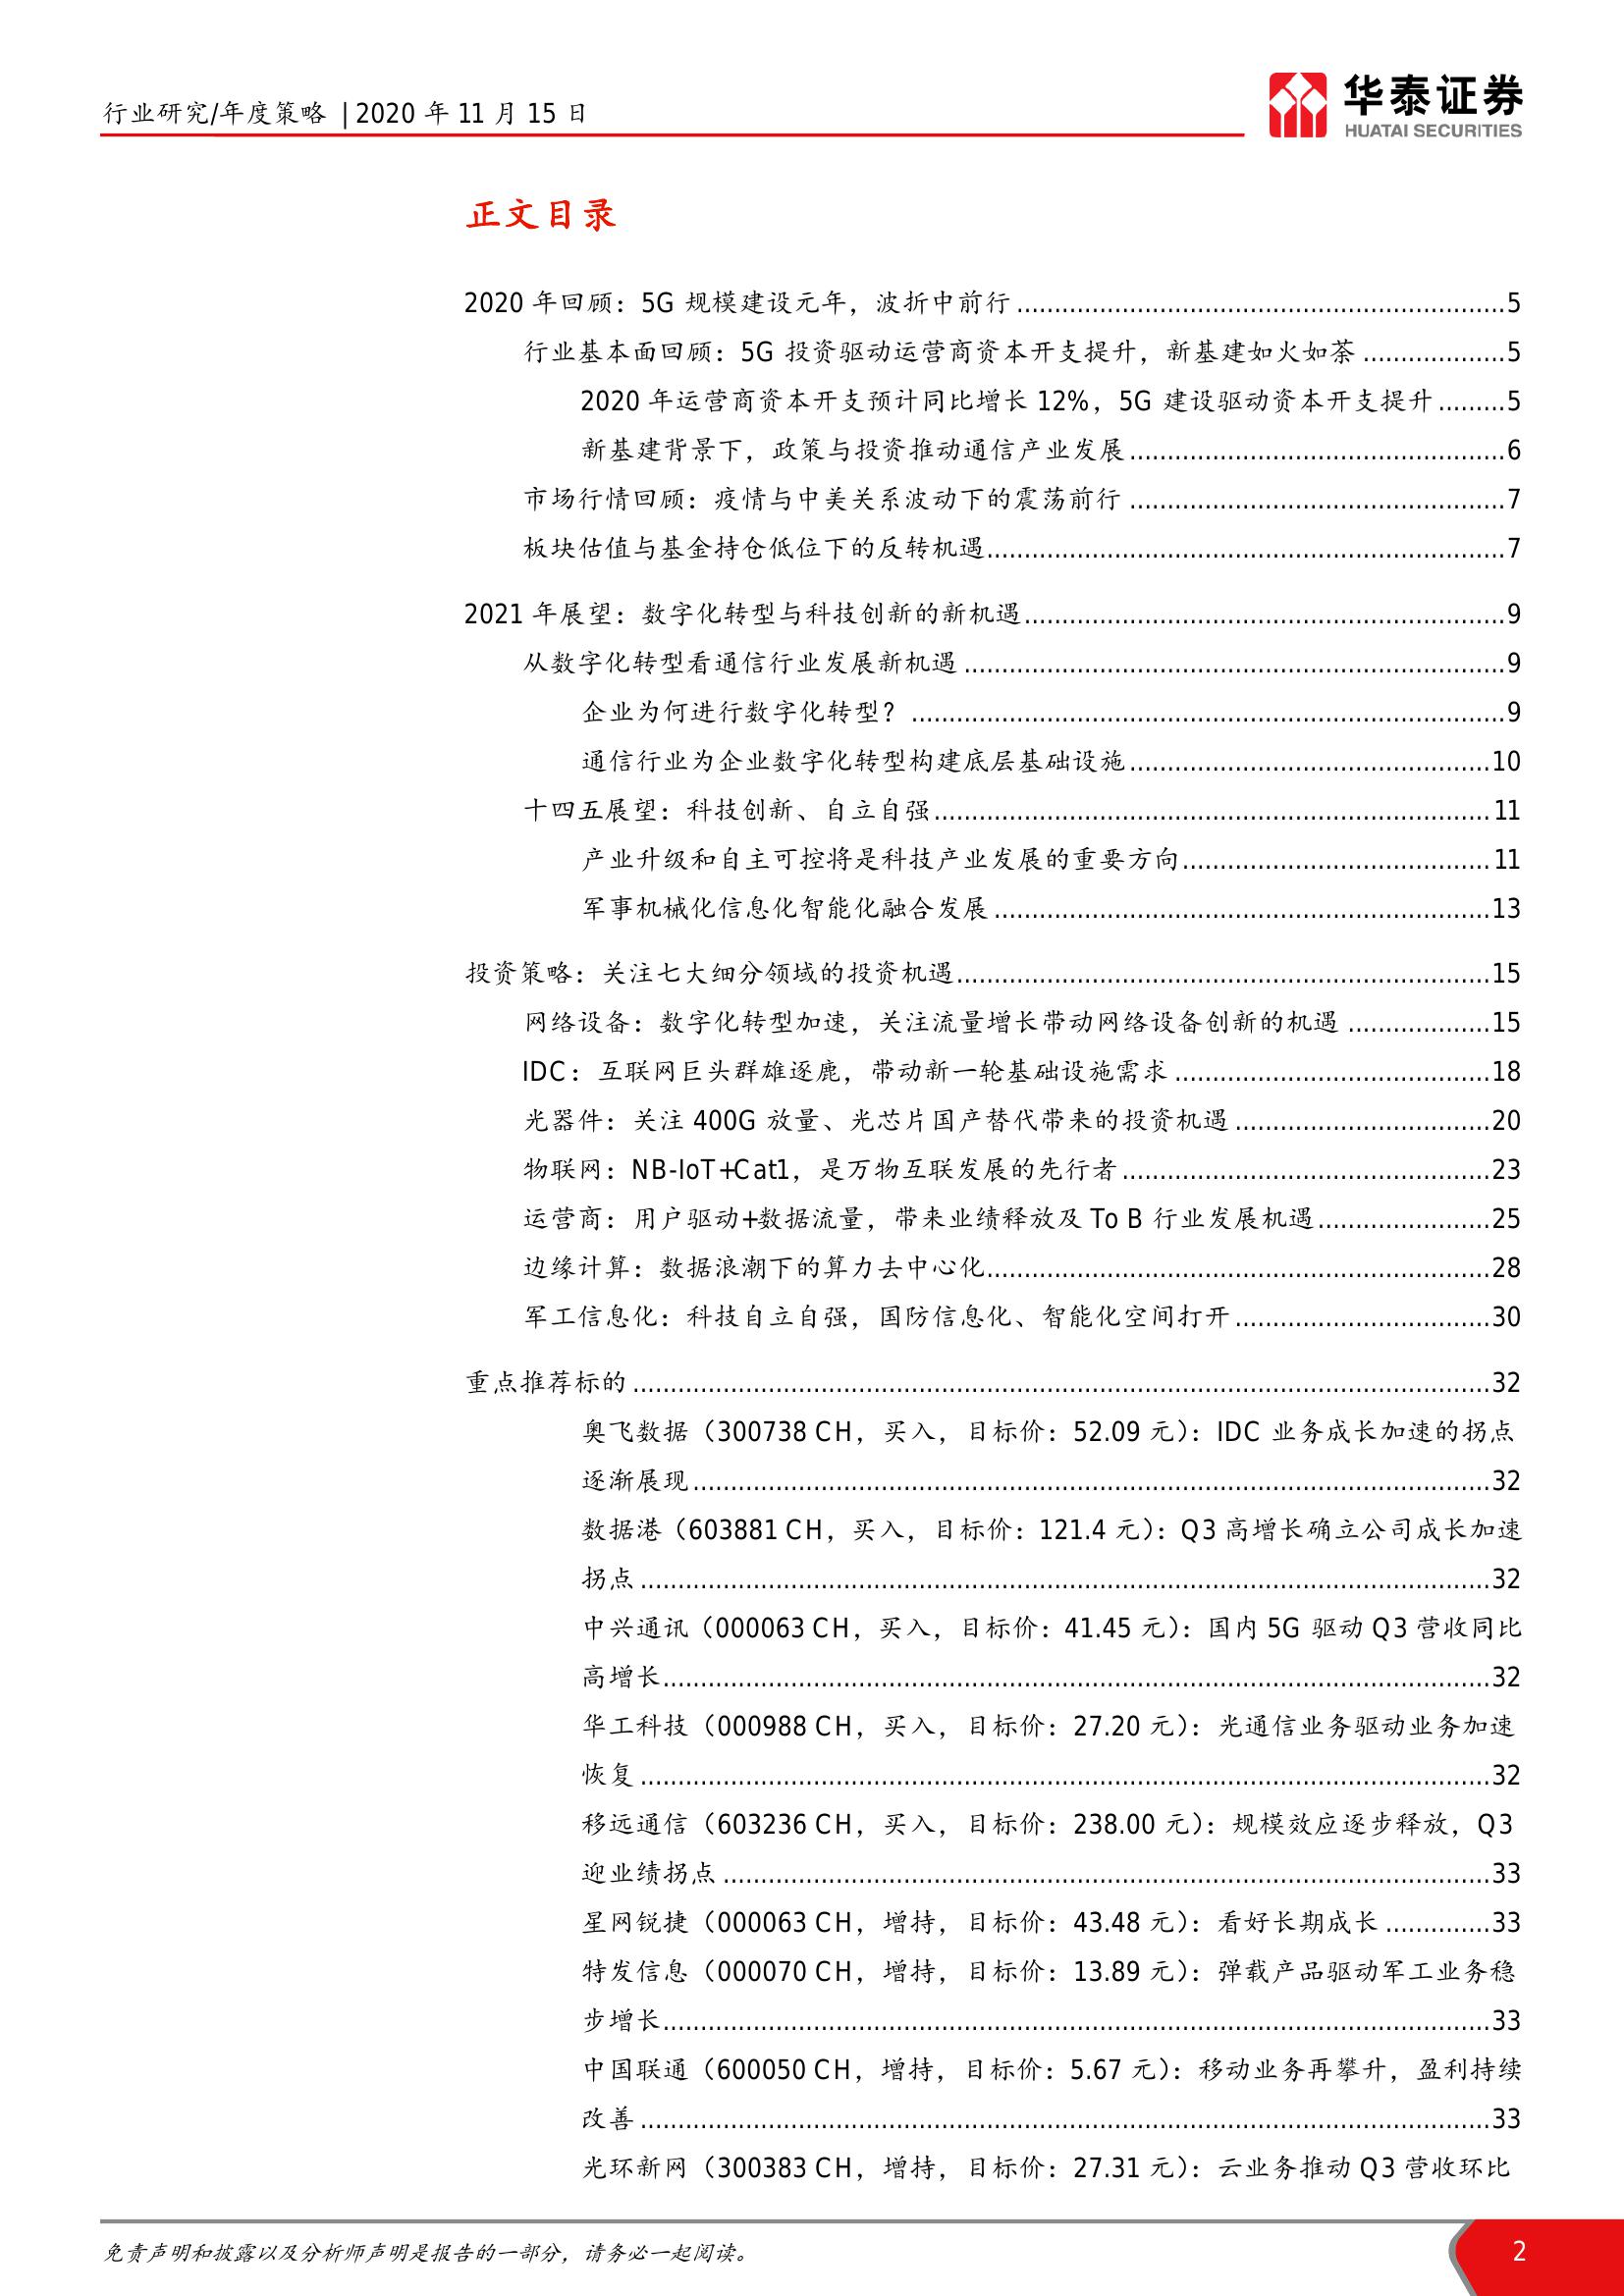 行业研究/年度策略 | 2020 年 11 月 15 日
华泰证券
HUATAI SECURITIES
正文目录
2020 年回顾：5G 规模建设元年，波折中前行................................................................5
行业基本面回顾：5G 投资驱动运营商资本开支提升，新基建如火如荼...................5
2020 年运营商资本开支预计同比增长 12%，5G 建设驱动资本开支提升.........5
新基建背景下，政策与投资推动通信产业发展..................................................6
市场行情回顾：疫情与中美关系波动下的震荡前行..................................................7
板块估值与基金持仓低位下的反转机遇.....................................................................7
2021 年展望：数字化转型与科技创新的新机遇................................................................9
从数字化转型看通信行业发展新机遇........................................................................9
企业为何进行数字化转型？...............................................................................9
通信行业为企业数字化转型构建底层基础设施................................................10
十四五展望：科技创新、自立自强..........................................................................11
产业升级和自主可控将是科技产业发展的重要方向.........................................11
军事机械化信息化智能化融合发展..................................................................13
投资策略：关注七大细分领域的投资机遇.......................................................................15
网络设备：数字化转型加速，关注流量增长带动网络设备创新的机遇...................15
IDC：互联网巨头群雄逐鹿，带动新一轮基础设施需求..........................................18
光器件：关注 400G 放量、光芯片国产替代带来的投资机遇..................................20
物联网：NB-IoT+Cat1，是万物互联发展的先行者.................................................23
运营商：用户驱动+数据流量，带来业绩释放及 To B 行业发展机遇.......................25
边缘计算：数据浪潮下的算力去中心化...................................................................28
军工信息化：科技自立自强，国防信息化、智能化空间打开..................................30
重点推荐标的..................................................................................................................32
奥飞数据（300738 CH，买入，目标价：52.09 元）：IDC 业务成长加速的拐点
逐渐展现..........................................................................................................32
数据港（603881 CH，买入，目标价：121.4 元）：Q3 高增长确立公司成长加速
拐点.................................................................................................................32
中兴通讯（000063 CH，买入，目标价：41.45 元）：国内 5G 驱动 Q3 营收同比
高增长..............................................................................................................32
华工科技（000988 CH，买入，目标价：27.20 元）：光通信业务驱动业务加速
恢复.................................................................................................................32
移远通信（603236 CH，买入，目标价：238.00 元）：规模效应逐步释放，Q3
迎业绩拐点......................................................................................................33
星网锐捷（000063 CH，增持，目标价：43.48 元）：看好长期成长..............33
特发信息（000070 CH，增持，目标价：13.89 元）：弹载产品驱动军工业务稳
步增长..............................................................................................................33
中国联通（600050 CH，增持，目标价：5.67 元）：移动业务再攀升，盈利持续
改善.................................................................................................................33
光环新网（300383 CH，增持，目标价：27.31 元）：云业务推动 Q3 营收环比
免责声明和披露以及分析师声明是报告的一部分，请务必一起阅读。
2